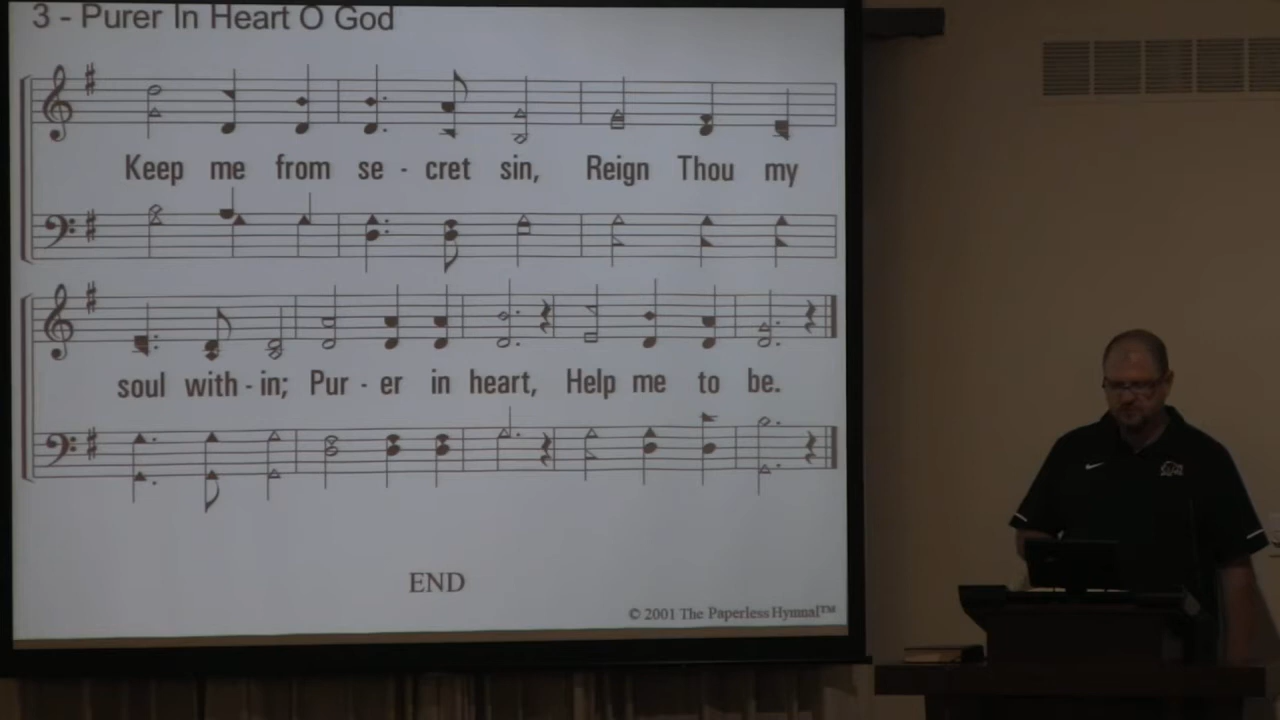 3 - Purer In Heart O God
Keep me from se - cret sin, Reign Thou my
soul with - in; Pur - er in heart, Help me to be.
END
© 2001 The Paperless Hymnal™